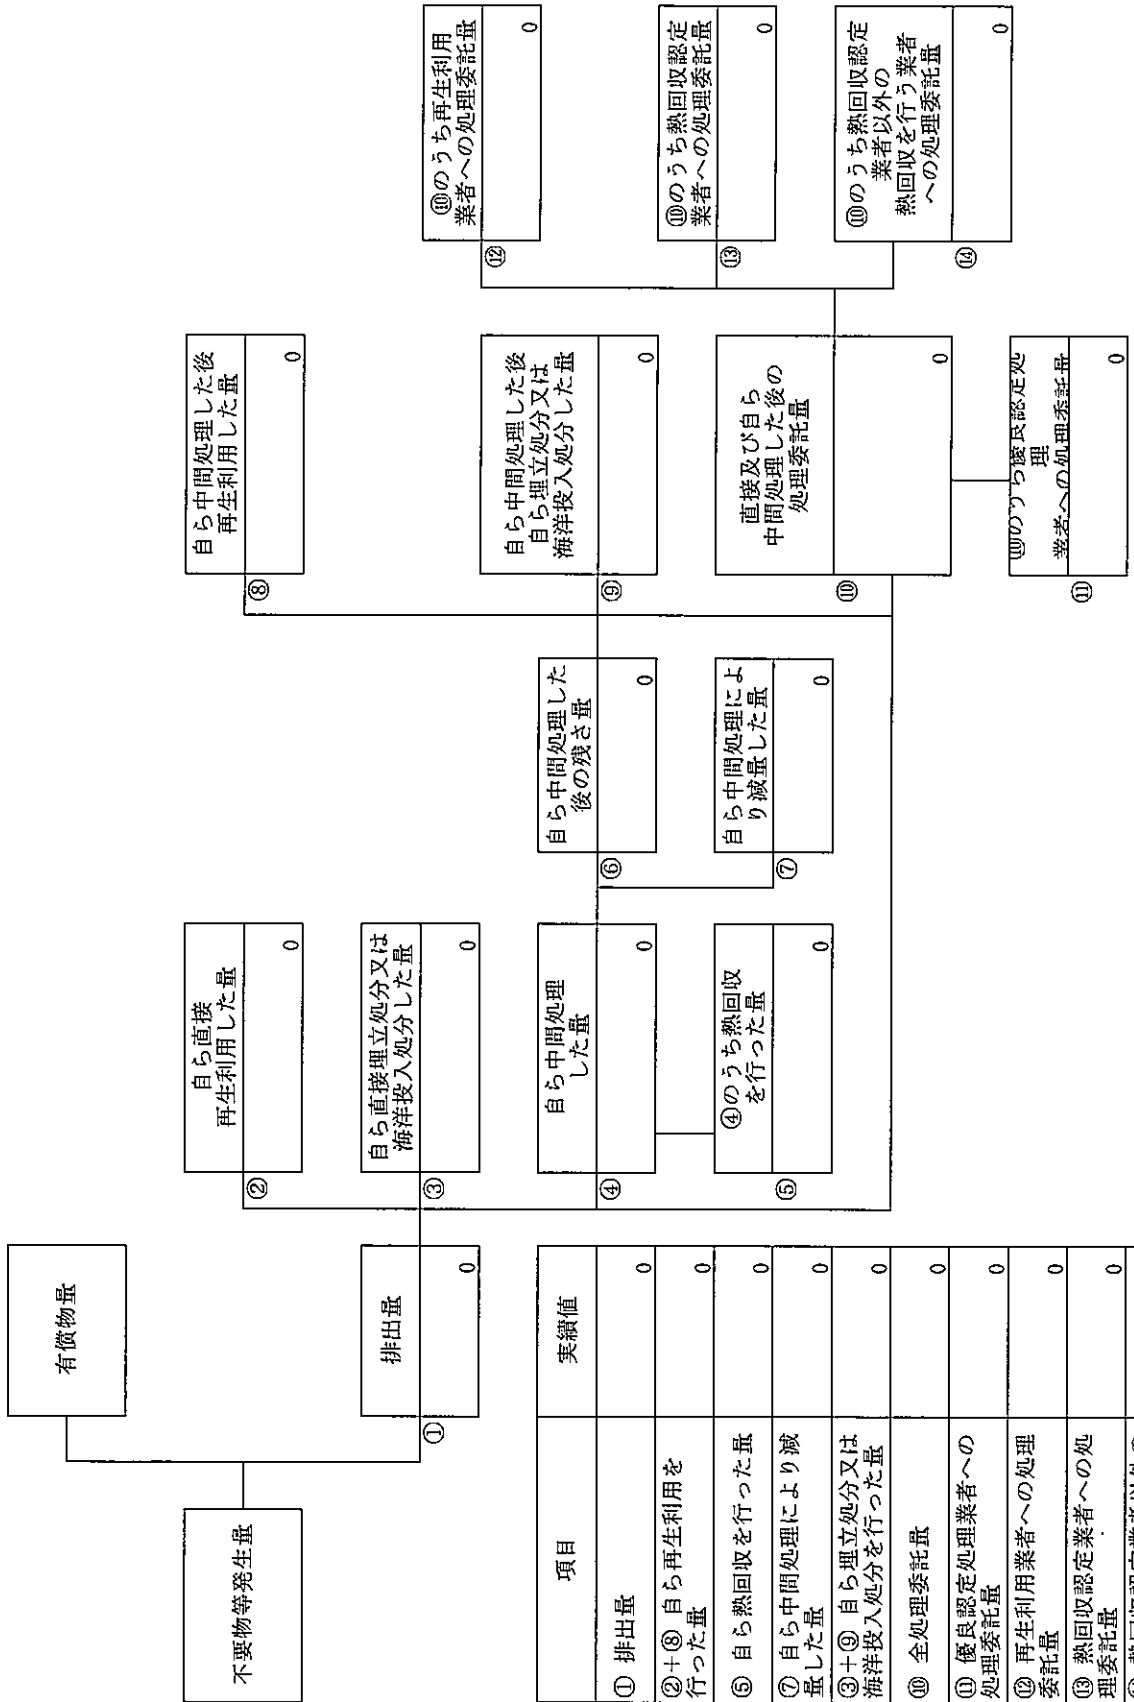 不要物等発生量
有償物量
排出量
①
0
自ら直接
再生利用した量
②
0
自ら直接埋立処分又は
海洋投入処分した量
③
0
自ら中間処理
した量
④
0
④のうち熱回収
を行った量
⑤
0
自ら中間処理した
後の残さ量
⑥
0
自ら中間処理によ
り減量した量
⑦
0
自ら中間処理した後
再生利用した量
⑧
0
自ら中間処理した後
自ら埋立処分又は
海洋投入処分した量
⑨
0
直接及び自ら
中間処理した後の
処理委託量
⑩
0
⑩のうち優良認定処
理
業者への処理委託量
⑪
0
⑩のうち再生利用
業者への処理委託量
⑫
0
⑩のうち熱回収認定
業者への処理委託量
⑬
0
⑩のうち熱回収認定
業者以外の
熱回収を行う業者
への処理委託量
⑭
0
項目 実績値
① 排出量 0
②+⑧ 自ら再生利用を
行った量 0
⑤ 自ら熱回収を行った量 0
⑦ 自ら中間処理により減
量した量 0
③+⑨ 自ら埋立処分又は
海洋投入処分を行った量 0
⑩ 全処理委託量 0
⑪ 優良認定処理業者への
処理委託量 0
⑫ 再生利用業者への処理
委託量 0
⑬ 熱回収認定業者への処
理委託量 0